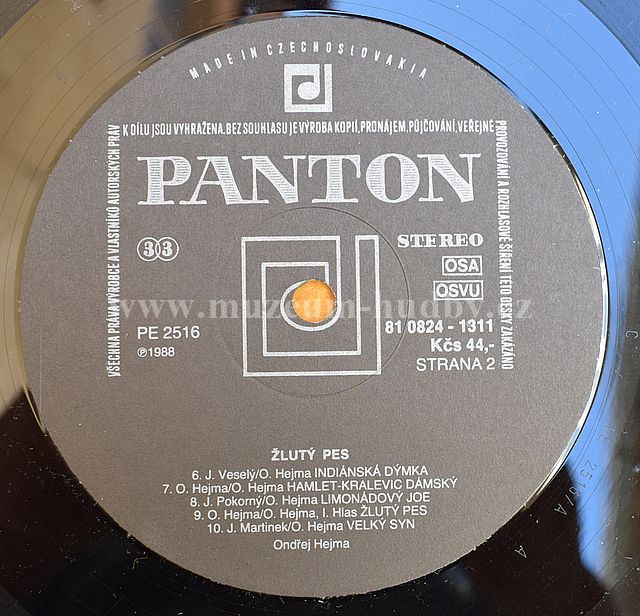 MADE IN CZECHOSLOVAKIA
VŠECHNA PRÁVA VÝROBCE A VLASTNÍKŮ AUTORSKÝCH PRÁV
K DÍLU JSOU VYHRAŽENA. BEZ SOUHLASU JE VÝROBA KOPIÍ, PRONÁJEM, PŮJČOVÁNÍ, VEŘEJNÉ
PROVOZOVÁNÍ A ROZHLASOVÉ ŠÍŘENÍ TÉTO DESKY ZAKÁZÁNO
PANTON
33
STEREO
OSA
OSVU
www.muzeum-hudby.cz
PE 2516
℗1988
81 0824 - 1311
Kčs 44,-
STRANA 2
ŽLUTÝ PES
6. J. Veselý/O. Hejma INDIÁNSKÁ DÝMKA
7. O. Hejma/O. Hejma HAMLET-KRALEVIC DÁMSKÝ
8. J. Pokorný/O. Hejma LIMONÁDOVÝ JOE
9. O. Hejma/O. Hejma, I. Hlas ŽLUTÝ PES
10. J. Martinek/O. Hejma VELKÝ SYN
Ondřej Hejma